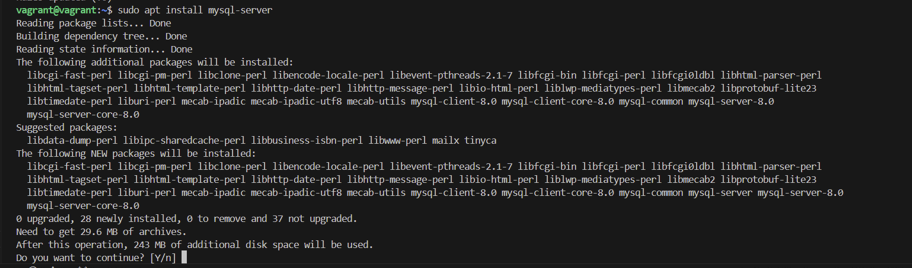 vagrant@vagrant:~$ sudo apt install mysql-server
Reading package lists... Done
Building dependency tree... Done
Reading state information... Done
The following additional packages will be installed:
libcgi-fast-perl libcgi-pm-perl libclone-perl libencode-locale-perl libevent-pthreads-2.1-7 libfcgi-bin libfcgi-perl libfcgi0ldbl libhtml-parser-perl
libhtml-tagset-perl libhtml-template-perl libhttp-date-perl libhttp-message-perl libio-html-perl liblwp-mediatypes-perl libmecab2 libprotobuf-lite23
libtimedate-perl liburi-perl mecab-ipadic mecab-ipadic-utf8 mecab-utils mysql-client-8.0 mysql-client-core-8.0 mysql-common mysql-server-8.0
mysql-server-core-8.0
Suggested packages:
libdata-dump-perl libipc-sharedcache-perl libbusiness-isbn-perl libwww-perl mailx tinyca
The following NEW packages will be installed:
libcgi-fast-perl libcgi-pm-perl libclone-perl libencode-locale-perl libevent-pthreads-2.1-7 libfcgi-bin libfcgi-perl libfcgi0ldbl libhtml-parser-perl
libhtml-tagset-perl libhtml-template-perl libhttp-date-perl libhttp-message-perl libio-html-perl liblwp-mediatypes-perl libmecab2 libprotobuf-lite23
libtimedate-perl liburi-perl mecab-ipadic mecab-ipadic-utf8 mecab-utils mysql-client-8.0 mysql-client-core-8.0 mysql-common mysql-server mysql-server-8.0
mysql-server-core-8.0
0 upgraded, 28 newly installed, 0 to remove and 37 not upgraded.
Need to get 29.6 MB of archives.
After this operation, 243 MB of additional disk space will be used.
Do you want to continue? [Y/n]